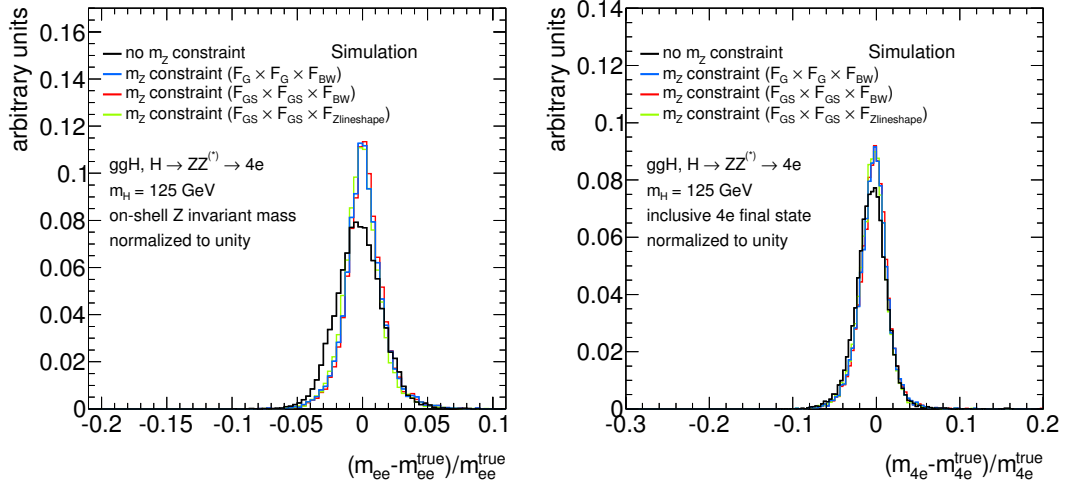 arbitrary units
0.16
0.14
0.12
0.1
0.08
0.06
0.04
0.02
0
no m_Z constraint
Simulation
m_Z constraint (F_G × F_G × F_BW)
m_Z constraint (F_GS × F_GS × F_BW)
m_Z constraint (F_GS × F_GS × F_Zlineshape)
ggH, H → ZZ^(*) → 4e
m_H = 125 GeV
on-shell Z invariant mass
normalized to unity
-0.2 -0.15 -0.1 -0.05 0 0.05 0.1
(m_ee-m_ee^true)/m_ee^true
arbitrary units
0.14
0.12
0.1
0.08
0.06
0.04
0.02
0
no m_Z constraint
Simulation
m_Z constraint (F_G × F_G × F_BW)
m_Z constraint (F_GS × F_GS × F_BW)
m_Z constraint (F_GS × F_GS × F_Zlineshape)
ggH, H → ZZ^(*) → 4e
m_H = 125 GeV
inclusive 4e final state
normalized to unity
-0.3 -0.2 -0.1 0 0.1 0.2
(m_4e-m_4e^true)/m_4e^true